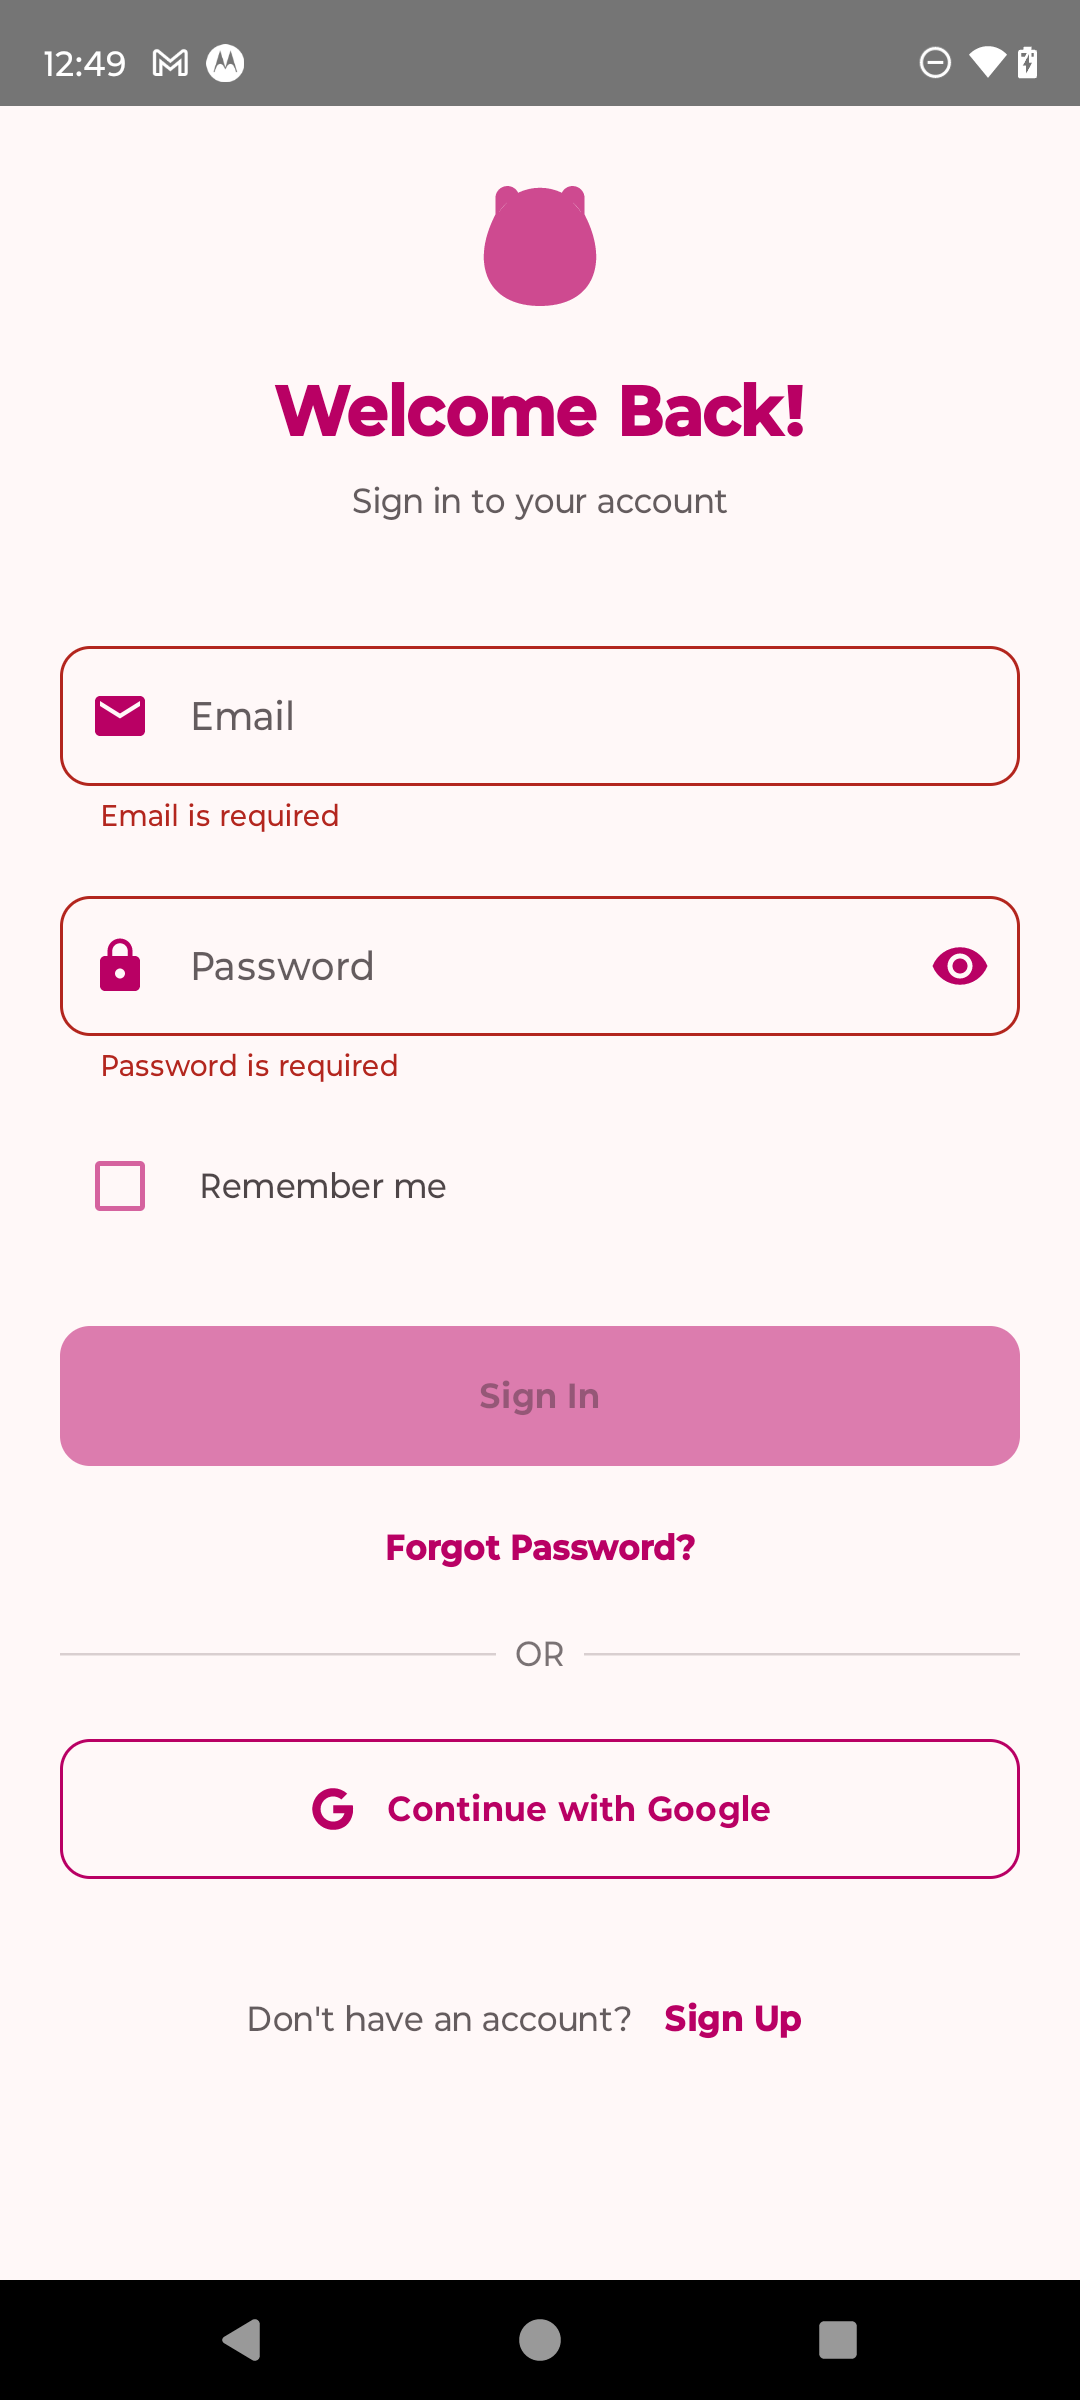 12:49
Welcome Back!
Sign in to your account
Email
Email is required
Password
Password is required
Remember me
Sign In
Forgot Password?
OR
Continue with Google
Don't have an account? Sign Up